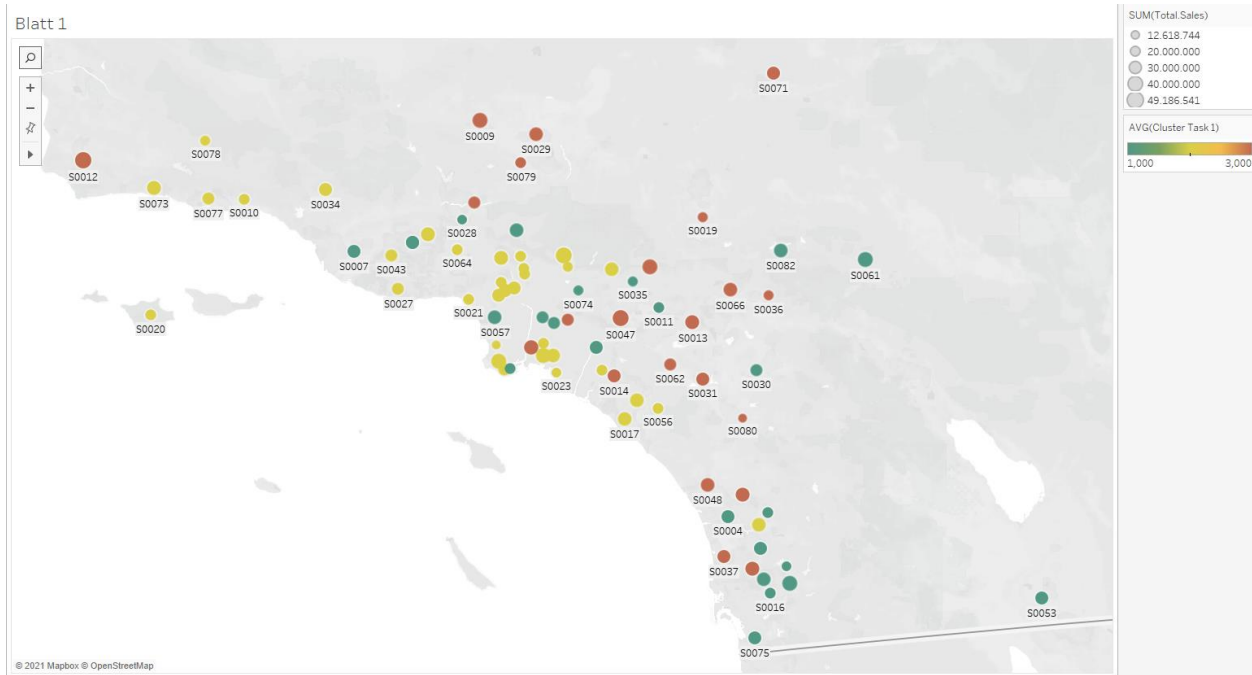 Blatt 1
S0071
S0009
S0029
S0078
S0079
S0012
S0073
S0077
S0010
S0034
S0019
S0028
S0007
S0043
S0064
S0082
S0061
S0027
S0035
S0074
S0066
S0036
S0020
S0021
S0011
S0057
S0047
S0013
S0023
S0014
S0062
S0031
S0030
S0017
S0056
S0080
S0048
S0004
S0037
S0016
S0053
S0075
© 2021 Mapbox © OpenStreetMap
SUM(Total.Sales)
12.618.744
20.000.000
30.000.000
40.000.000
49.186.541
AVG(Cluster Task 1)
1,000 3,000